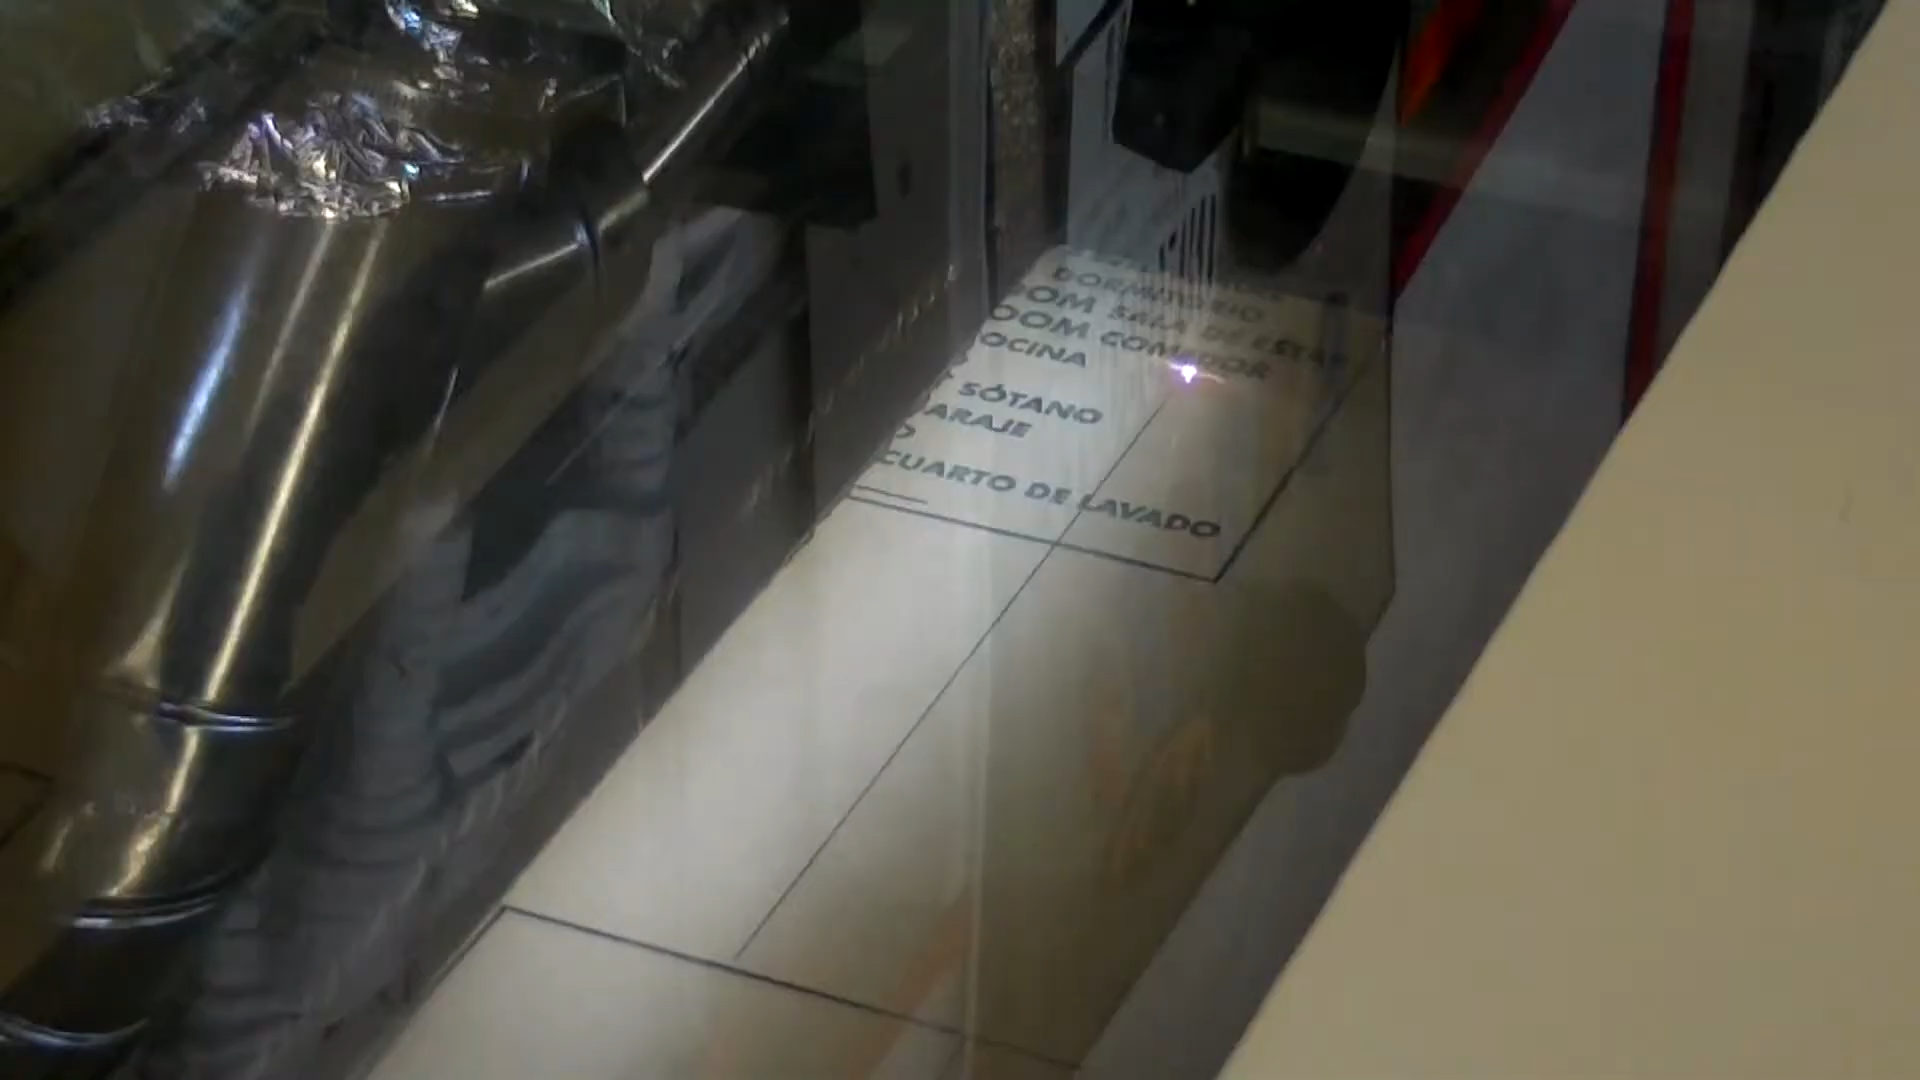 DORMITORIO
OOM SALA DE ESTAR
OOM COMEDOR
OCINA
SÓTANO
ARAJE
O
CUARTO DE LAVADO